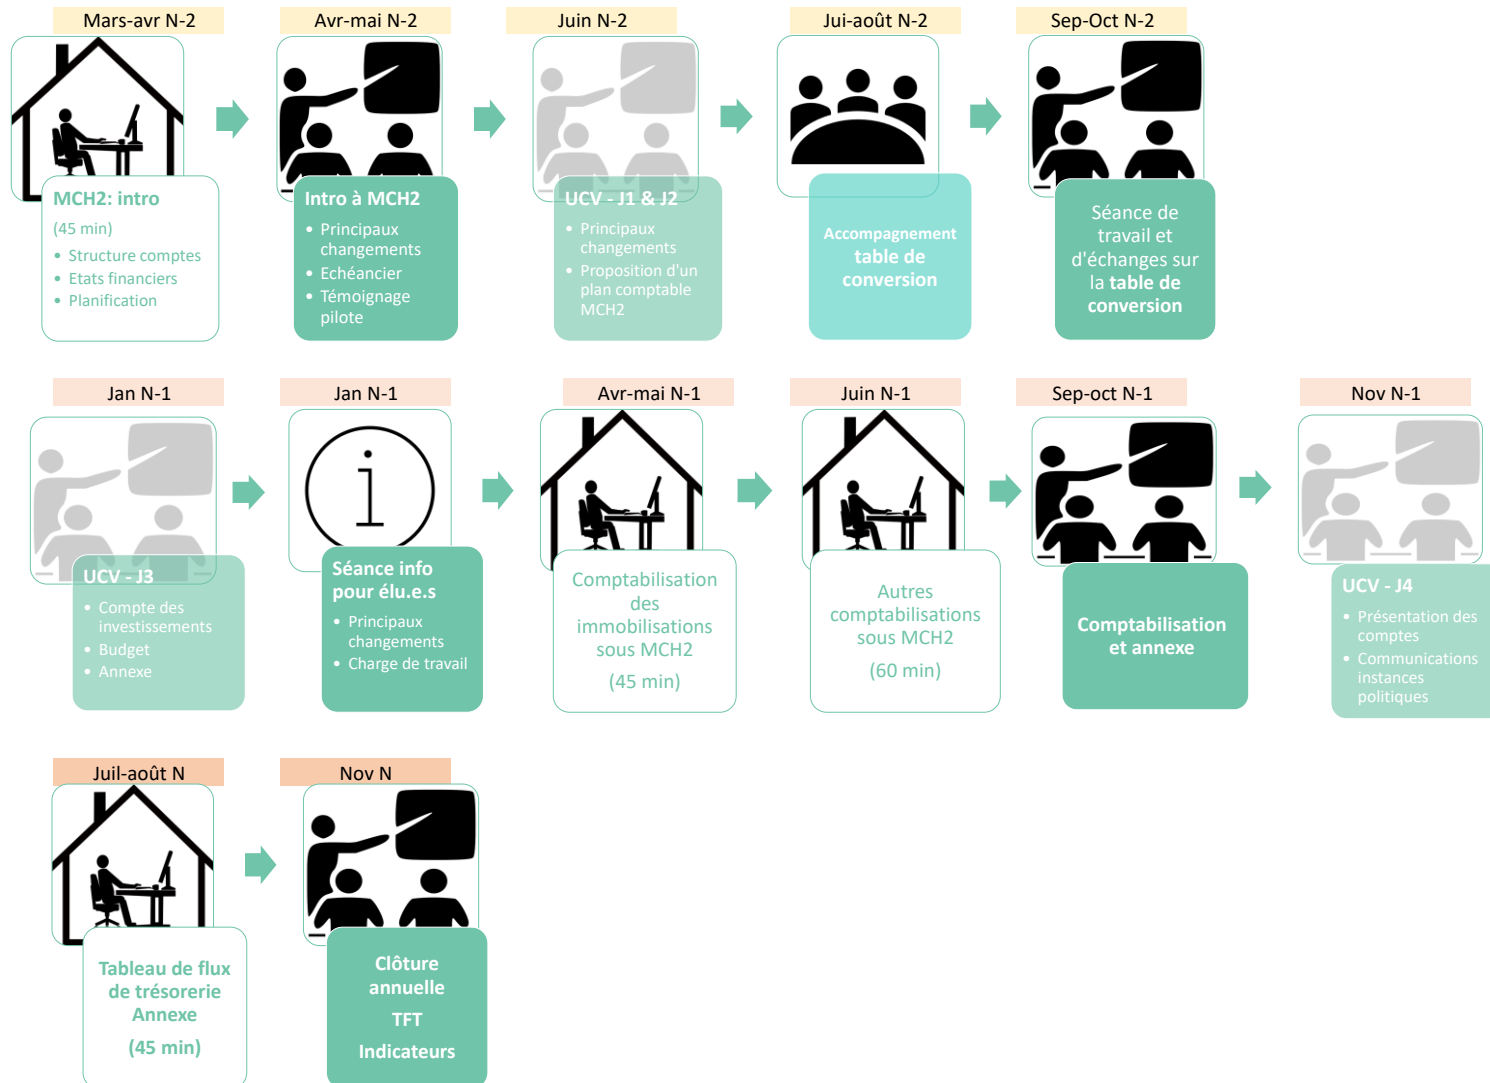 Mars-avr N-2
Avr-mai N-2
Juin N-2
Jui-août N-2
Sep-Oct N-2
MCH2: intro
(45 min)
• Structure comptes
• Etats financiers
• Planification
Intro à MCH2
• Principaux
changements
• Echéancier
• Témoignage
pilote
UCV - J1 & J2
• Principaux
changements
• Proposition d'un
plan comptable
MCH2
Accompagnement
table de
conversion
Séance de
travail et
d'échanges sur
la table de
conversion
Jan N-1
Jan N-1
Avr-mai N-1
Juin N-1
Sep-oct N-1
Nov N-1
UCV - J3
• Compte des
investissements
• Budget
• Annexe
i
Séance info
pour élu.e.s
• Principaux
changements
• Charge de travail
Comptabilisation
des
immobilisations
sous MCH2
(45 min)
Autres
comptabilisations
sous MCH2
(60 min)
Comptabilisation
et annexe
UCV - J4
• Présentation des
comptes
• Communications
instances
politiques
Juil-août N
Nov N
Tableau de flux
de trésorerie
Annexe
(45 min)
Clôture
annuelle
TFT
Indicateurs